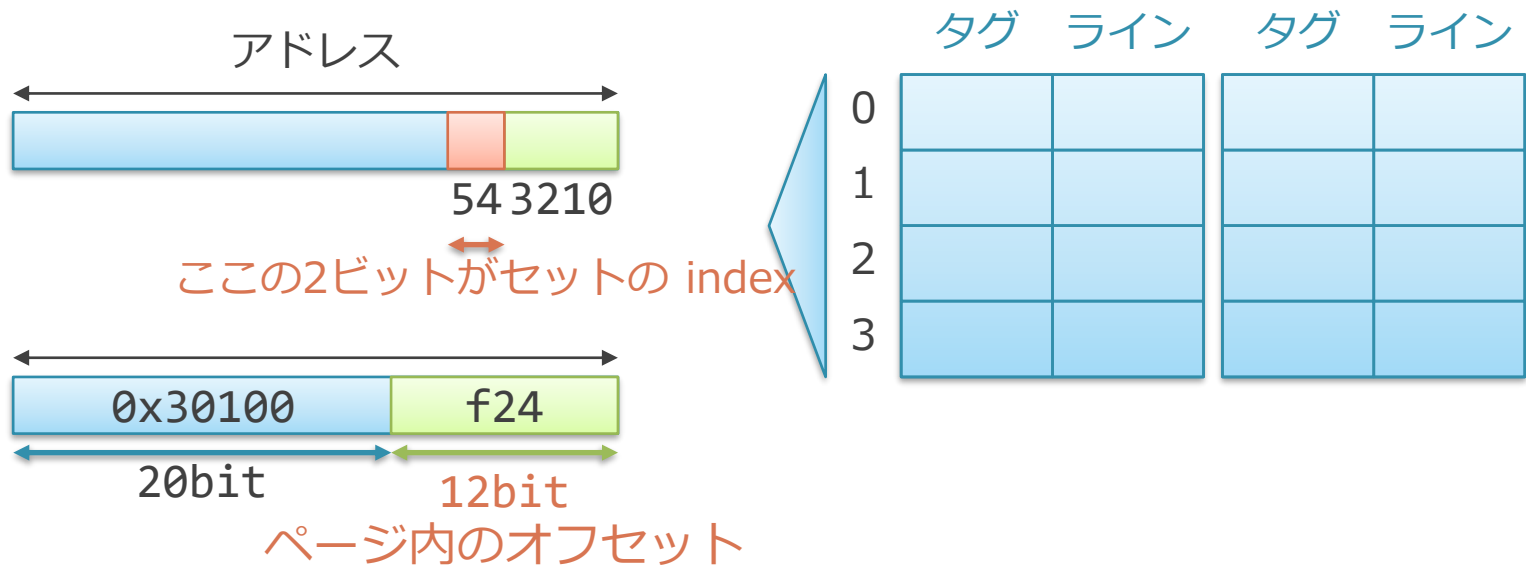 アドレス
543210
ここの2ビットがセットの index
0x30100 f24
20bit 12bit
ページ内のオフセット
タグ ライン タグ ライン
0
1
2
3